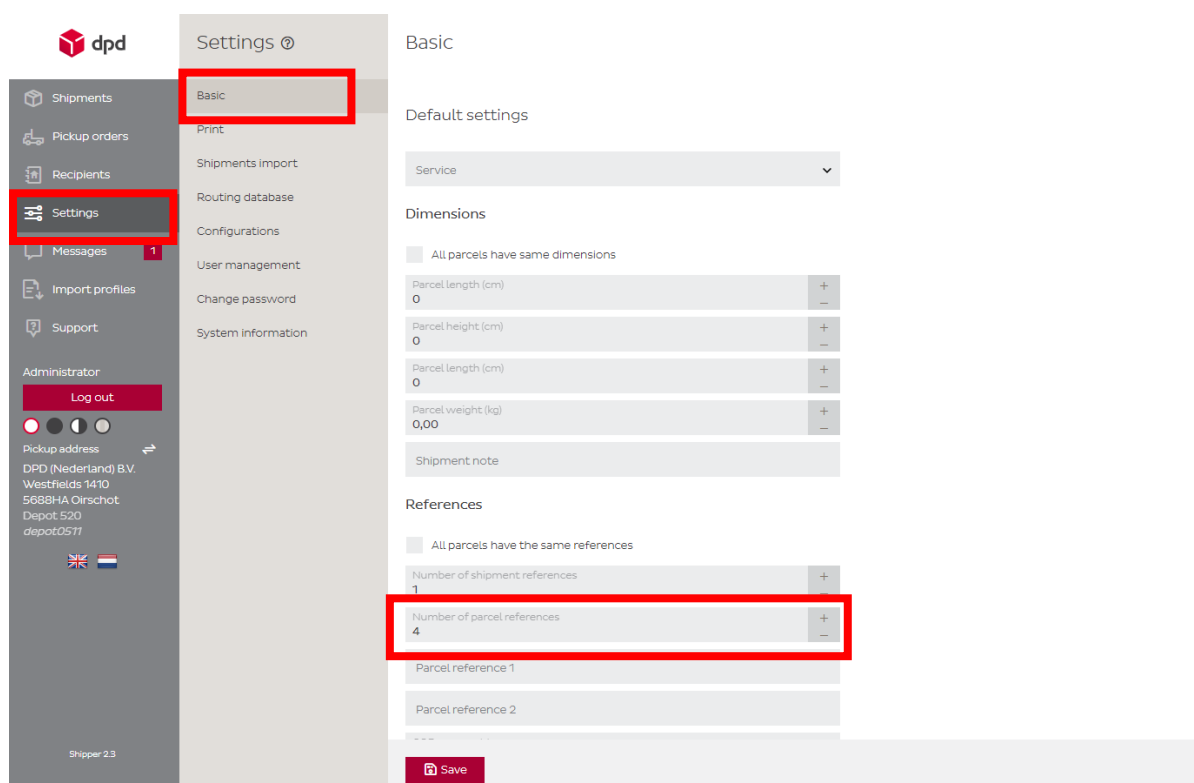 dpd
Shipments
Pickup orders
Recipients
Settings
Messages 1
Import profiles
Support
Administrator
Log out
Pickup address
DPD (Nederland) B.V.
Westfields 1410
5688HA Oirschot
Depot 520
depot0511
Shipper 2.3
Settings
Basic
Print
Shipments import
Routing database
Configurations
User management
Change password
System information
Basic
Default settings
Service
Dimensions
All parcels have same dimensions
Parcel length (cm)
0
Parcel height (cm)
0
Parcel length (cm)
0
Parcel weight (kg)
0,00
Shipment note
References
All parcels have the same references
Number of shipment references
1
Number of parcel references
4
Parcel reference 1
Parcel reference 2
Save